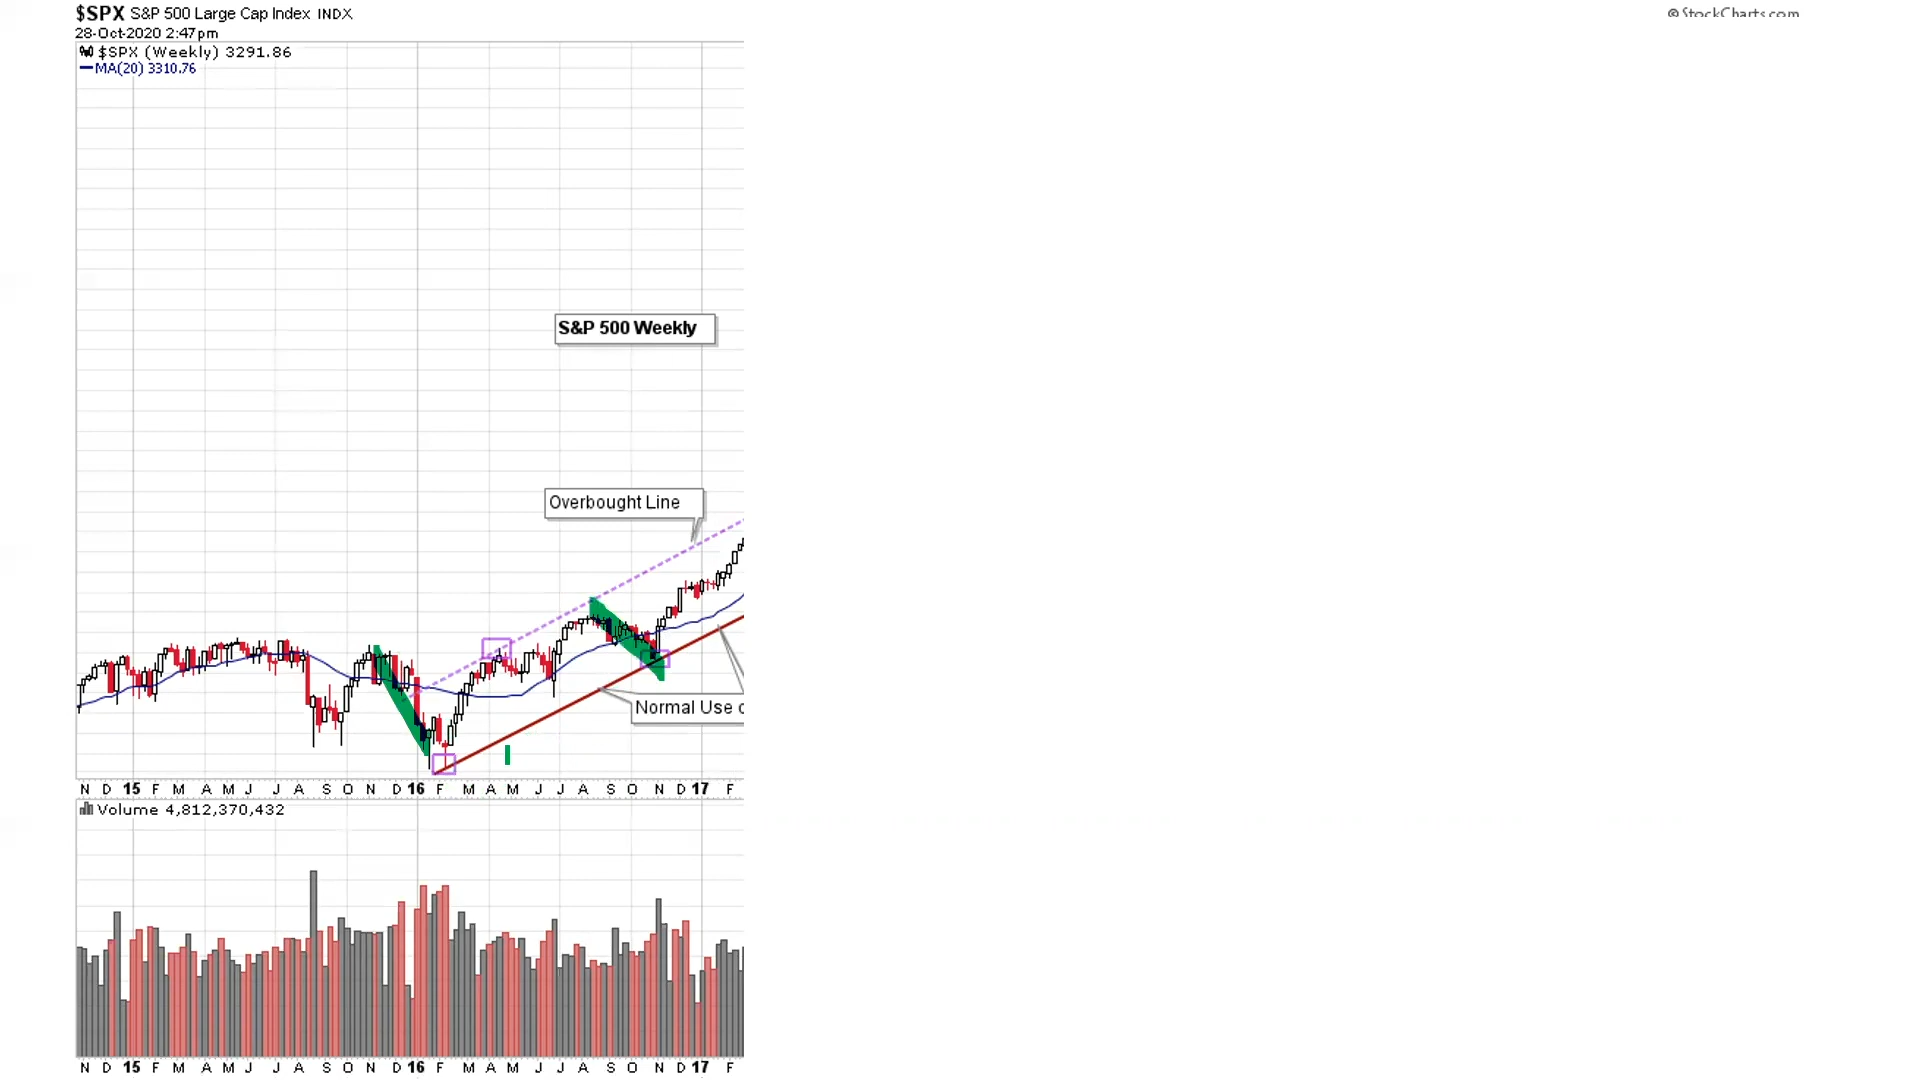 $SPX S&P 500 Large Cap Index INDX
28-Oct-2020 2:47pm
© StockCharts.com
$SPX (Weekly) 3291.86
MA(20) 3310.76
S&P 500 Weekly
Overbought Line
Normal Use
N D 15 F M A M J J A S O N D 16 F M A M J J A S O N D 17 F
Volume 4,812,370,432
N D 15 F M A M J J A S O N D 16 F M A M J J A S O N D 17 F